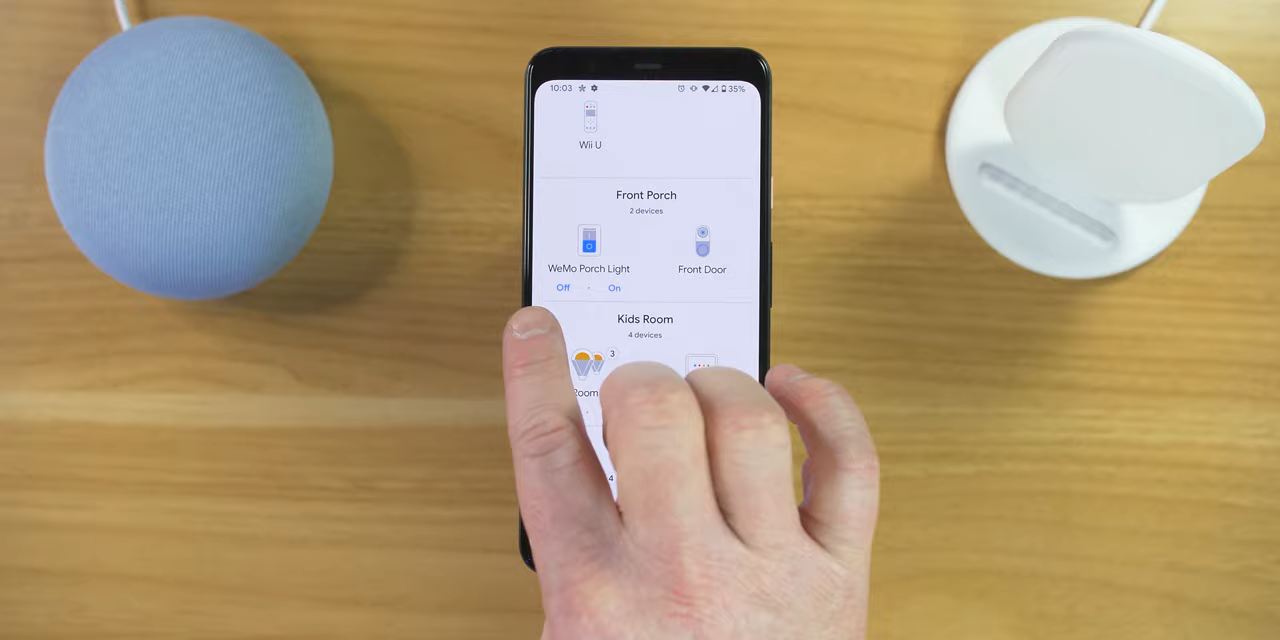 10:03 35%
Wii U
Front Porch
2 devices
WeMo Porch Light Front Door
Off On
Kids Room
4 devices
3
Room
4